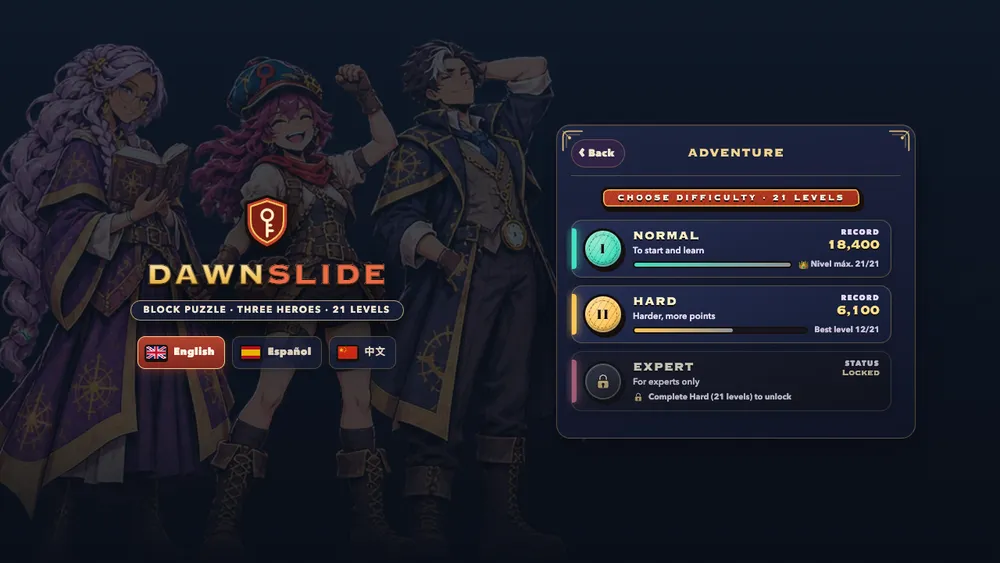 DAWNSLIDE
BLOCK PUZZLE · THREE HEROES · 21 LEVELS
English
Español
中文
Back
ADVENTURE
CHOOSE DIFFICULTY · 21 LEVELS
I
NORMAL
To start and learn
RECORD
18,400
Nivel máx. 21/21
II
HARD
Harder, more points
RECORD
6,100
Best level 12/21
EXPERT
For experts only
Complete Hard (21 levels) to unlock
STATUS
LOCKED